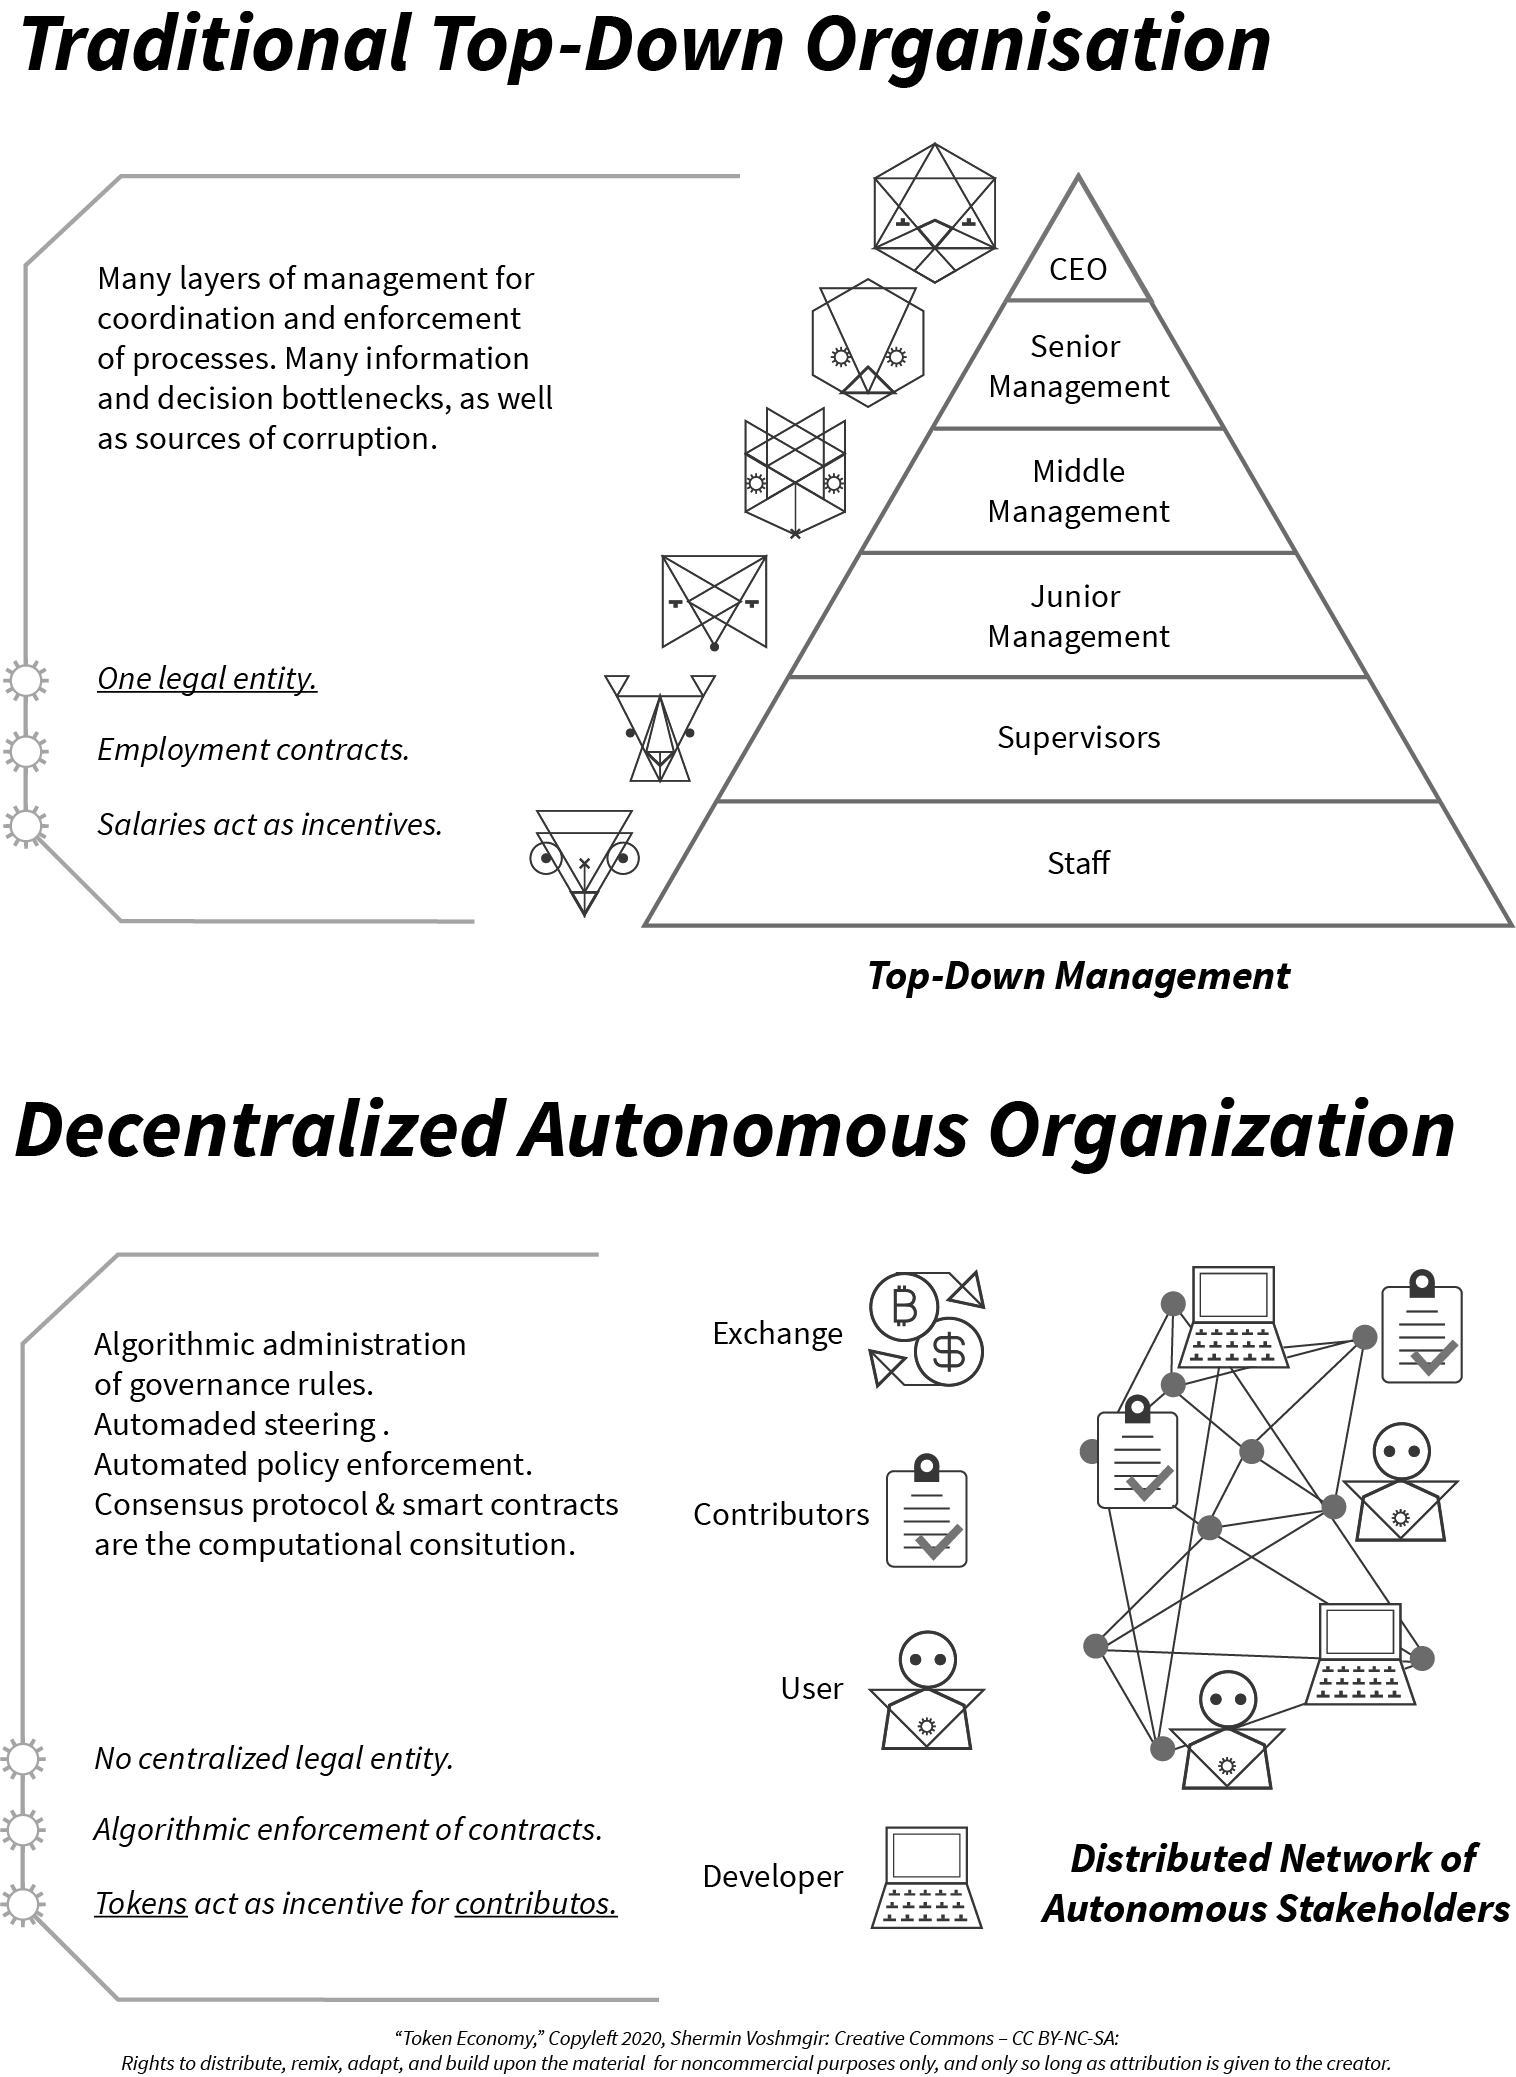 Traditional Top-Down Organisation
Many layers of management for
coordination and enforcement
of processes. Many information
and decision bottlenecks, as well
as sources of corruption.
One legal entity.
Employment contracts.
Salaries act as incentives.
CEO
Senior
Management
Middle
Management
Junior
Management
Supervisors
Staff
Top-Down Management
Decentralized Autonomous Organization
Algorithmic administration
of governance rules.
Automaded steering .
Automated policy enforcement.
Consensus protocol & smart contracts
are the computational consitution.
No centralized legal entity.
Algorithmic enforcement of contracts.
Tokens act as incentive for contributos.
Exchange
Contributors
User
Developer
Distributed Network of
Autonomous Stakeholders
“Token Economy,” Copyleft 2020, Shermin Voshmgir: Creative Commons – CC BY-NC-SA:
Rights to distribute, remix, adapt, and build upon the material  for noncommercial purposes only, and only so long as attribution is given to the creator.